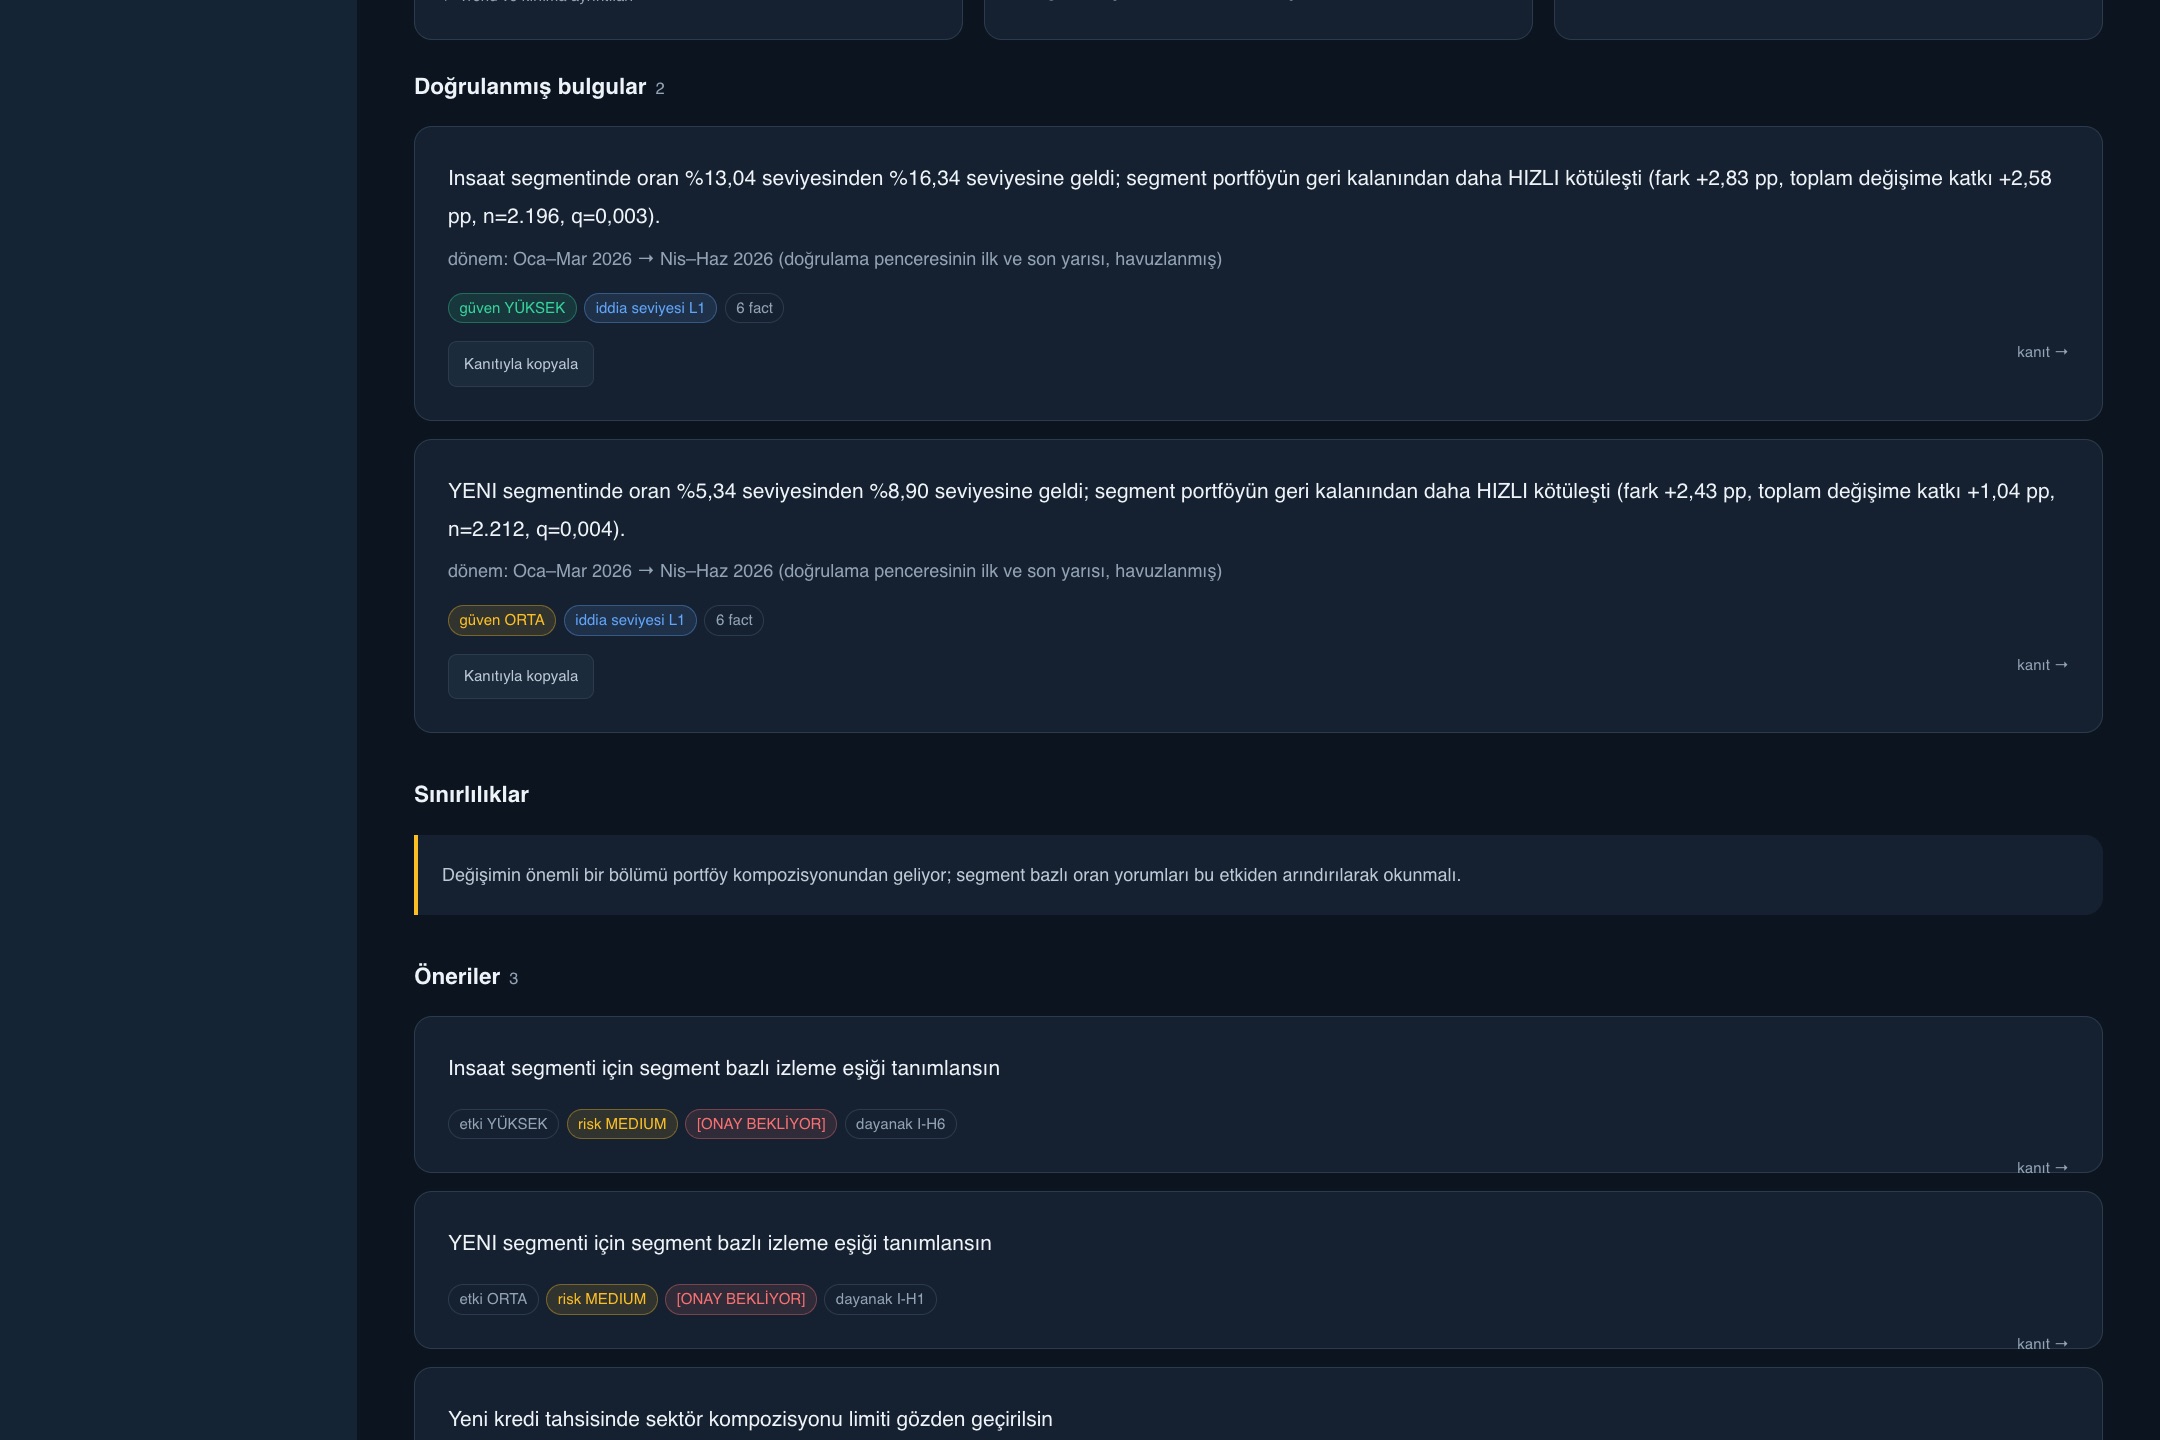 Doğrulanmış bulgular 2
Insaat segmentinde oran %13,04 seviyesinden %16,34 seviyesine geldi; segment portföyün geri kalanından daha HIZLI kötüleşti (fark +2,83 pp, toplam değişime katkı +2,58
pp, n=2.196, q=0,003).
dönem: Oca–Mar 2026 → Nis–Haz 2026 (doğrulama penceresinin ilk ve son yarısı, havuzlanmış)
güven YÜKSEK iddia seviyesi L1 6 fact
Kanıtıyla kopyala
kanıt →
YENI segmentinde oran %5,34 seviyesinden %8,90 seviyesine geldi; segment portföyün geri kalanından daha HIZLI kötüleşti (fark +2,43 pp, toplam değişime katkı +1,04 pp,
n=2.212, q=0,004).
dönem: Oca–Mar 2026 → Nis–Haz 2026 (doğrulama penceresinin ilk ve son yarısı, havuzlanmış)
güven ORTA iddia seviyesi L1 6 fact
Kanıtıyla kopyala
kanıt →
Sınırlılıklar
Değişimin önemli bir bölümü portföy kompozisyonundan geliyor; segment bazlı oran yorumları bu etkiden arındırılarak okunmalı.
Öneriler 3
Insaat segmenti için segment bazlı izleme eşiği tanımlansın
etki YÜKSEK risk MEDIUM [ONAY BEKLİYOR] dayanak I-H6
kanıt →
YENI segmenti için segment bazlı izleme eşiği tanımlansın
etki ORTA risk MEDIUM [ONAY BEKLİYOR] dayanak I-H1
kanıt →
Yeni kredi tahsisinde sektör kompozisyonu limiti gözden geçirilsin